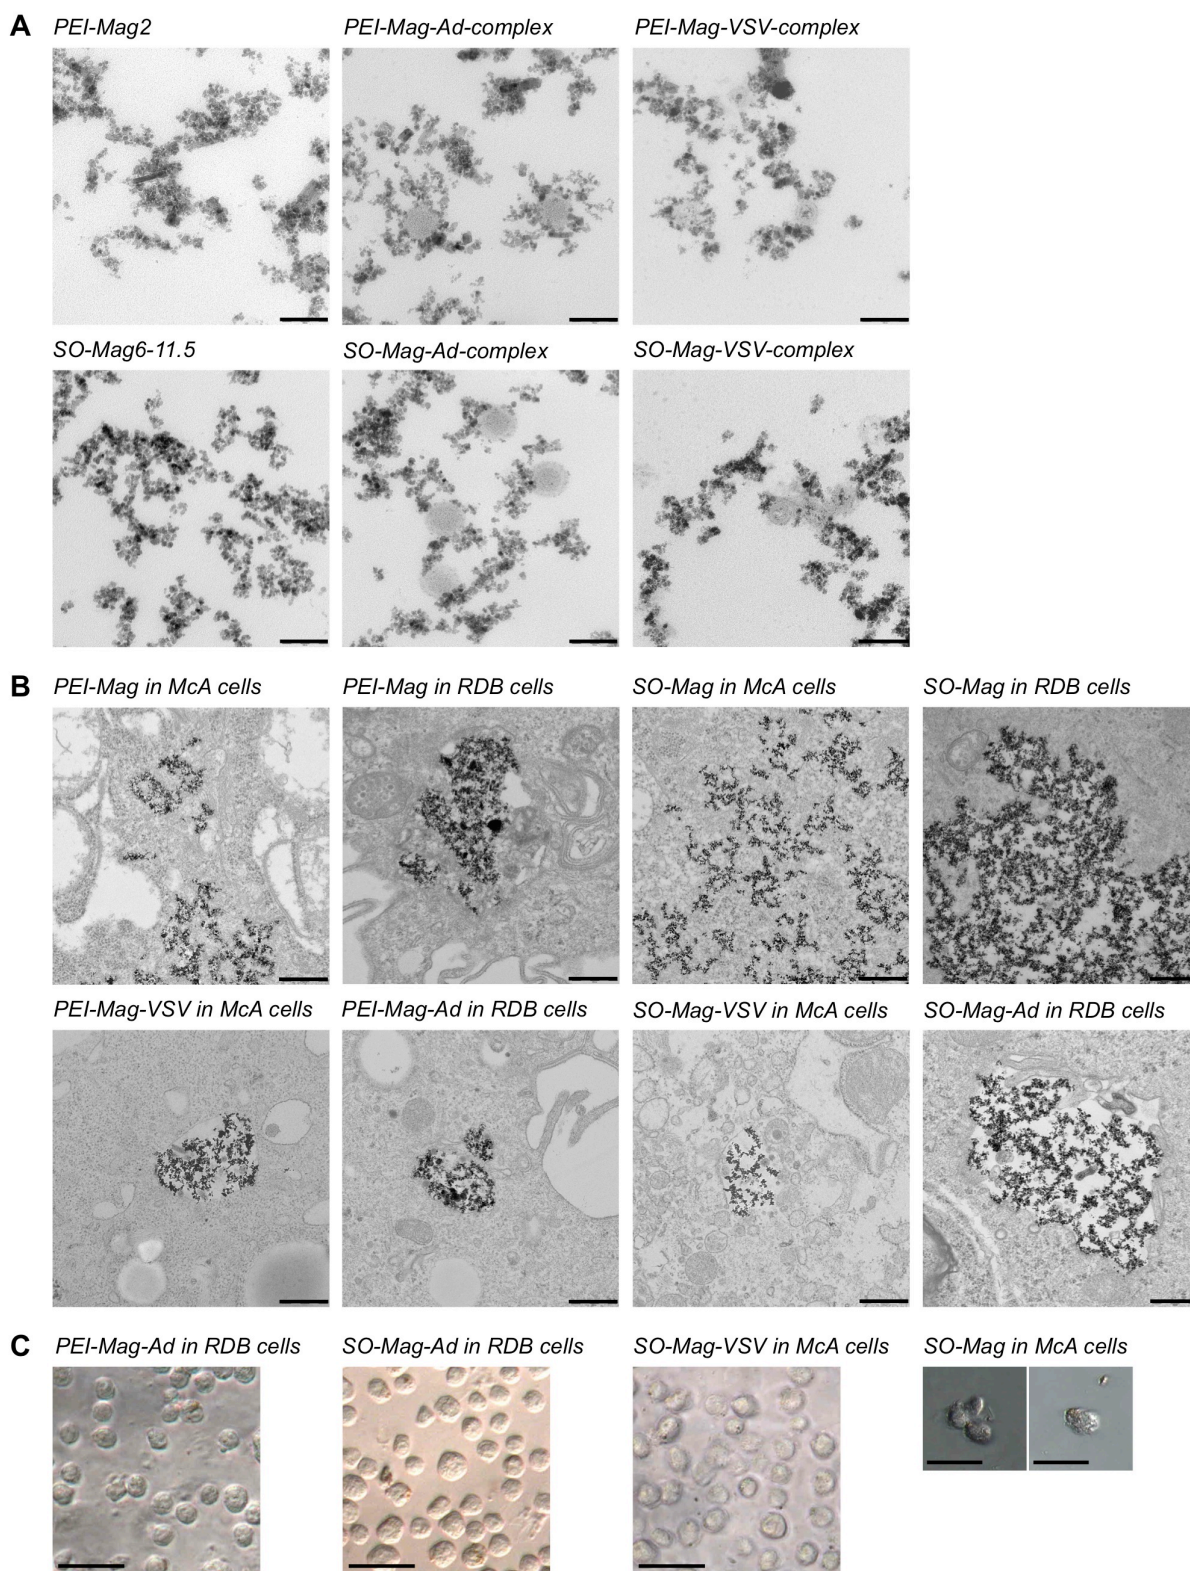 A PEI-Mag2 PEI-Mag-Ad-complex PEI-Mag-VSV-complex
SO-Mag6-11.5 SO-Mag-Ad-complex SO-Mag-VSV-complex
B PEI-Mag in McA cells PEI-Mag in RDB cells SO-Mag in McA cells SO-Mag in RDB cells
PEI-Mag-VSV in McA cells PEI-Mag-Ad in RDB cells SO-Mag-VSV in McA cells SO-Mag-Ad in RDB cells
C PEI-Mag-Ad in RDB cells SO-Mag-Ad in RDB cells SO-Mag-VSV in McA cells SO-Mag in McA cells